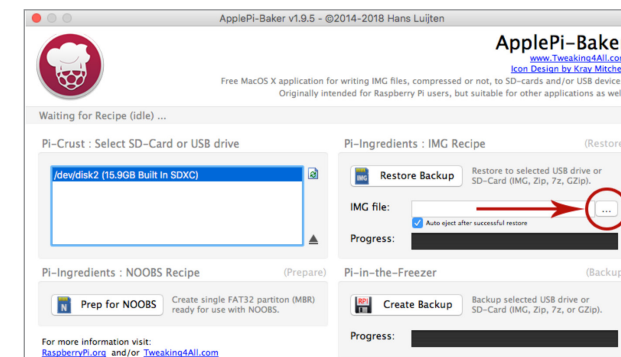 ApplePi-Baker v1.9.5 - ©2014-2018 Hans Luijten
ApplePi-Baker
www.Tweaking4All.com
Icon Design by Kray Mitche
Free MacOS X application for writing IMG files, compressed or not, to SD-cards and/or USB device
Originally intended for Raspberry Pi users, but suitable for other applications as wel
Waiting for Recipe (idle) ...
Pi-Crust : Select SD-Card or USB drive
/dev/disk2 (15.9GB Built In SDXC)
Pi-Ingredients : IMG Recipe (Restore
IMG
Restore Backup
Restore to selected USB drive or
SD-Card (IMG, Zip, 7z, GZip).
IMG file:
...
Auto eject after successful restore
Progress:
Pi-Ingredients : NOOBS Recipe (Prepare)
N
Prep for NOOBS
Create single FAT32 partiton (MBR)
ready for use with NOOBS.
Pi-in-the-Freezer (Backup
RPi
Create Backup
Backup selected USB drive or
SD-Card (IMG, Zip, 7z, or GZip).
Progress:
For more information visit:
RaspberryPi.org and/or Tweaking4All.com